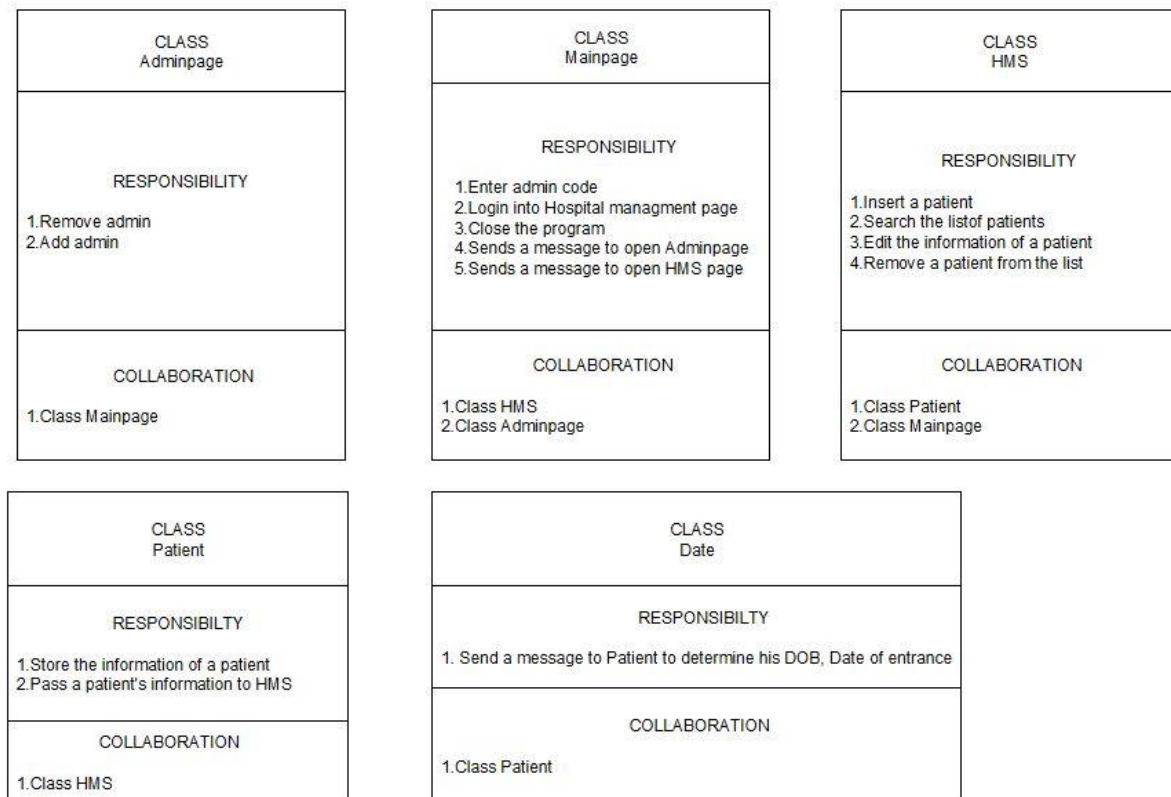 CLASS
Adminpage
RESPONSIBILITY
1.Remove admin
2.Add admin
COLLABORATION
1.Class Mainpage
CLASS
Mainpage
RESPONSIBILITY
1.Enter admin code
2.Login into Hospital managment page
3.Close the program
4.Sends a message to open Adminpage
5.Sends a message to open HMS page
COLLABORATION
1.Class HMS
2.Class Adminpage
CLASS
HMS
RESPONSIBILITY
1.Insert a patient
2.Search the listof patients
3.Edit the information of a patient
4.Remove a patient from the list
COLLABORATION
1.Class Patient
2.Class Mainpage
CLASS
Patient
RESPONSIBILTY
1.Store the information of a patient
2.Pass a patient's information to HMS
COLLABORATION
1.Class HMS
CLASS
Date
RESPONSIBILTY
1. Send a message to Patient to determine his DOB, Date of entrance
COLLABORATION
1.Class Patient